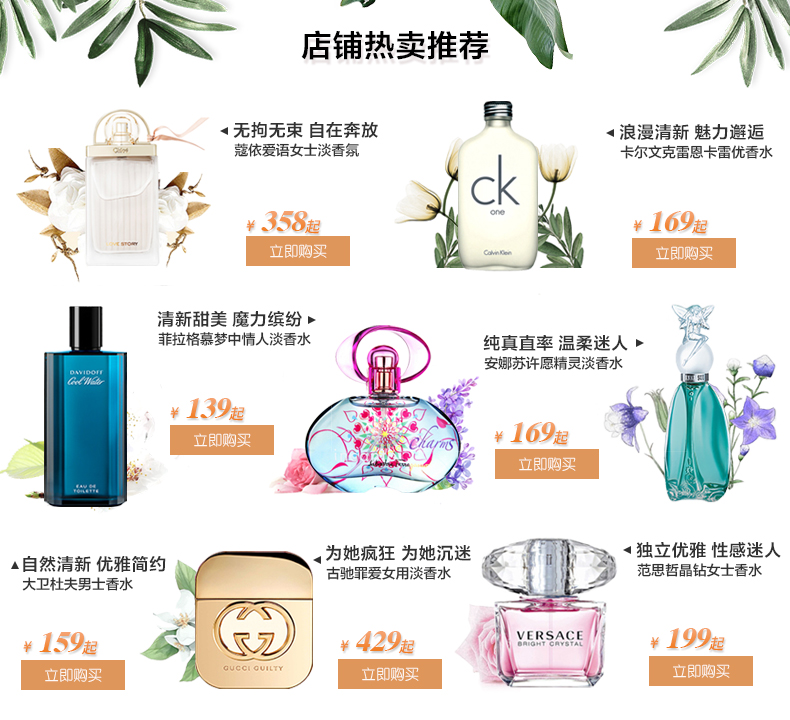 店铺热卖推荐
无拘无束 自在奔放
蔻依爱语女士淡香氛
¥ 358起
立即购买
Chloé
LOVE STORY
浪漫清新 魅力邂逅
卡尔文克雷恩卡雷优香水
¥ 169起
立即购买
ck
one
Calvin Klein
清新甜美 魔力缤纷
菲拉格慕梦中情人淡香水
¥ 139起
立即购买
charms
纯真直率 温柔迷人
安娜苏许愿精灵淡香水
¥ 169起
立即购买
DAVIDOFF
Cool Water
EAU DE
TOILETTE
自然清新 优雅简约
大卫杜夫男士香水
¥ 159起
立即购买
为她疯狂 为她沉迷
古驰罪爱女用淡香水
¥ 429起
立即购买
GUCCI GUILTY
独立优雅 性感迷人
范思哲晶钻女士香水
¥ 199起
立即购买
VERSACE
BRIGHT CRYSTAL